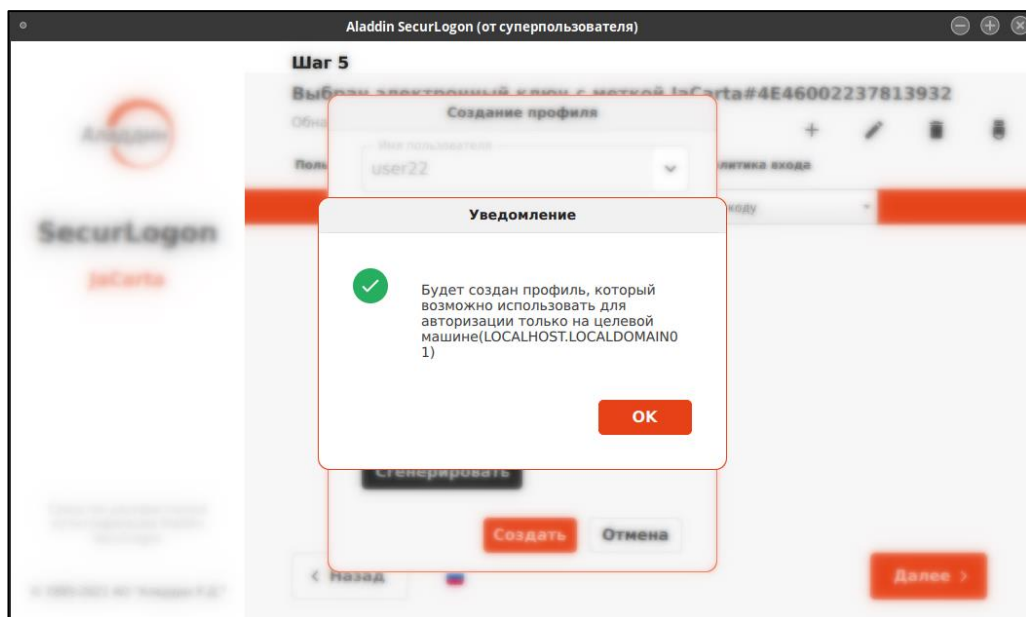 Aladdin SecurLogon (от суперпользователя)
Шаг 5
Выбран электронный ключ с меткой JaCarta#4E46002237813932
Создание профиля
Имя пользователя
user22
Аладдин
SecurLogon
JaCarta
Уведомление
Будет создан профиль, который
возможно использовать для
авторизации только на целевой
машине(LOCALHOST.LOCALDOMAIN0
1)
OK
Сгенерировать
Создать
Отмена
Назад
Далее